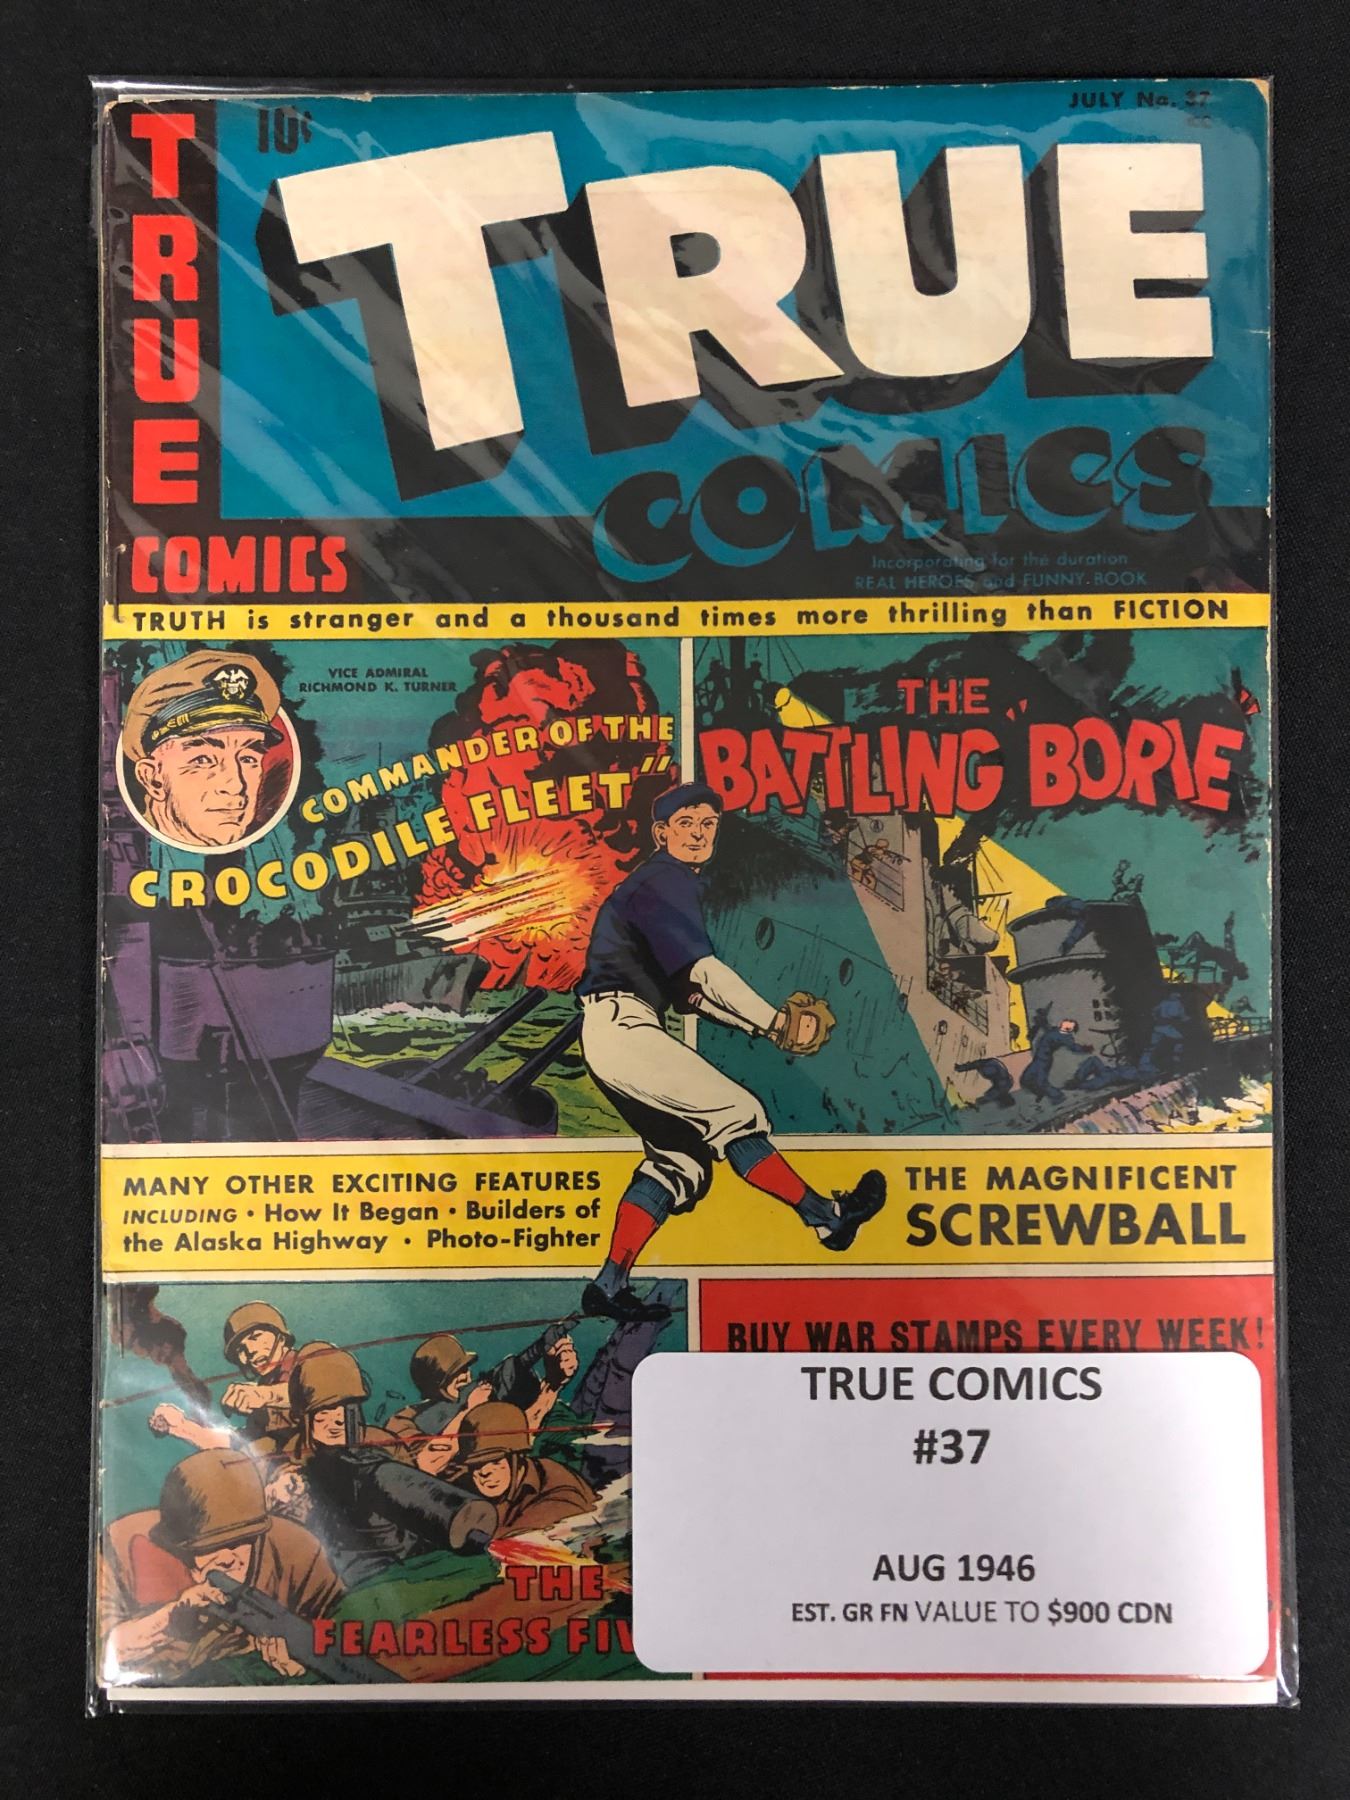 JULY No. 37
10¢
TRUE
COMICS
TRUE
COMICS
Incorporating for the duration
REAL HEROES and FUNNY BOOK
TRUTH is stranger and a thousand times more thrilling than FICTION
VICE ADMIRAL
RICHMOND K. TURNER
COMMANDER OF THE
CROCODILE FLEET"
THE
BATTLING "BORIE"
MANY OTHER EXCITING FEATURES
INCLUDING • How It Began • Builders of
the Alaska Highway • Photo-Fighter
THE MAGNIFICENT
SCREWBALL
BUY WAR STAMPS EVERY WEEK!
THE
FEARLESS FIV
TRUE COMICS
#37
AUG 1946
EST. GR FN VALUE TO $900 CDN